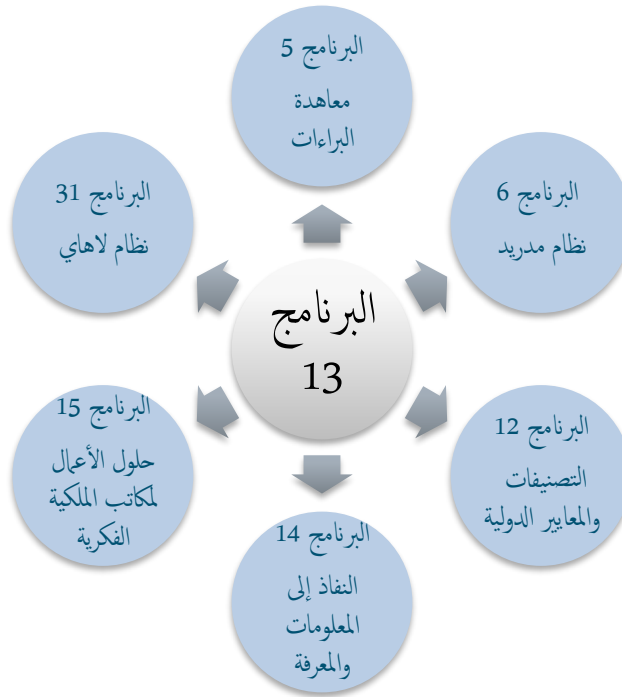 البرنامج 5
معاهدة
البراءات
البرنامج 6
نظام مدريد
البرنامج 31
نظام لاهاي
البرنامج
13
البرنامج 12
التصنيفات
والمعايير الدولية
البرنامج 15
حلول الأعمال
لمكاتب الملكية
الفكرية
البرنامج 14
النفاذ إلى
المعلومات
والمعرفة